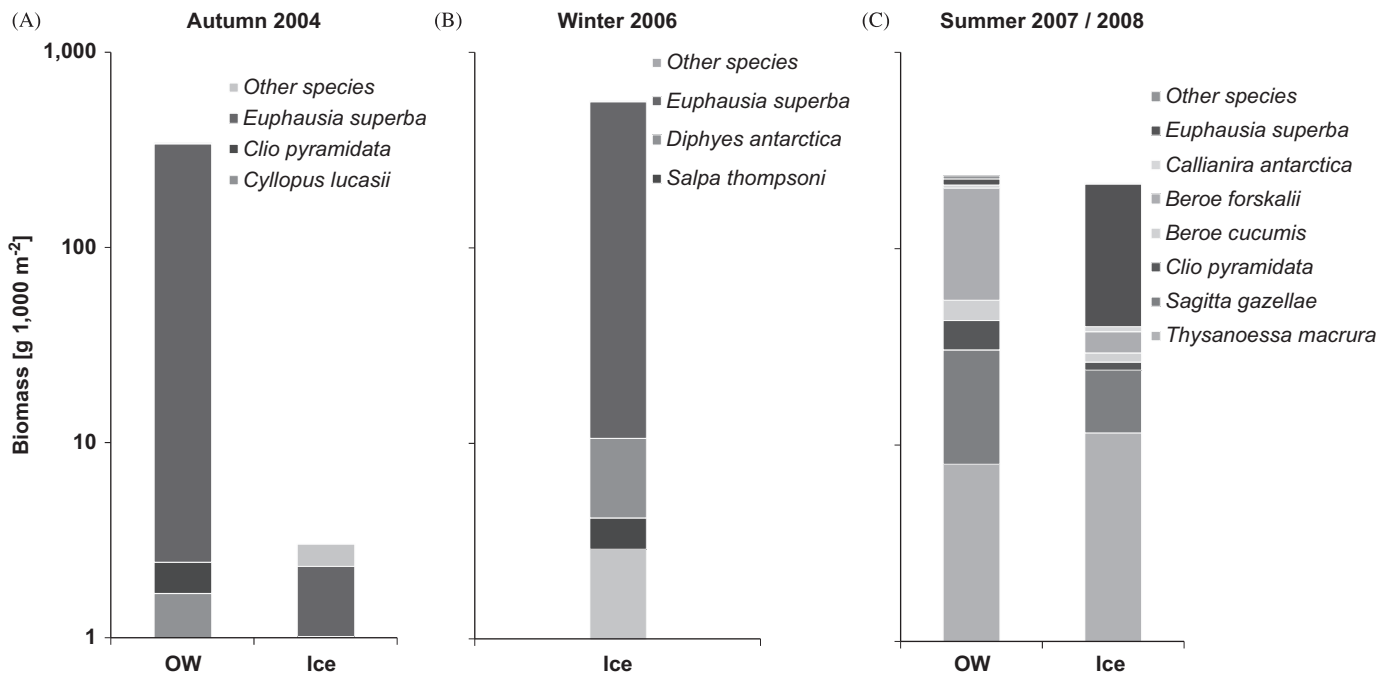 (A)
Autumn 2004
(B)
Winter 2006
(C)
Summer 2007 / 2008
Biomass [g 1,000 m⁻²]
1,000
100
10
1
Other species
Euphausia superba
Clio pyramidata
Cyllopus lucasii
OW
Ice
Other species
Euphausia superba
Diphyes antarctica
Salpa thompsoni
Ice
Other species
Euphausia superba
Callianira antarctica
Beroe forskalii
Beroe cucumis
Clio pyramidata
Sagitta gazellae
Thysanoessa macrura
OW
Ice